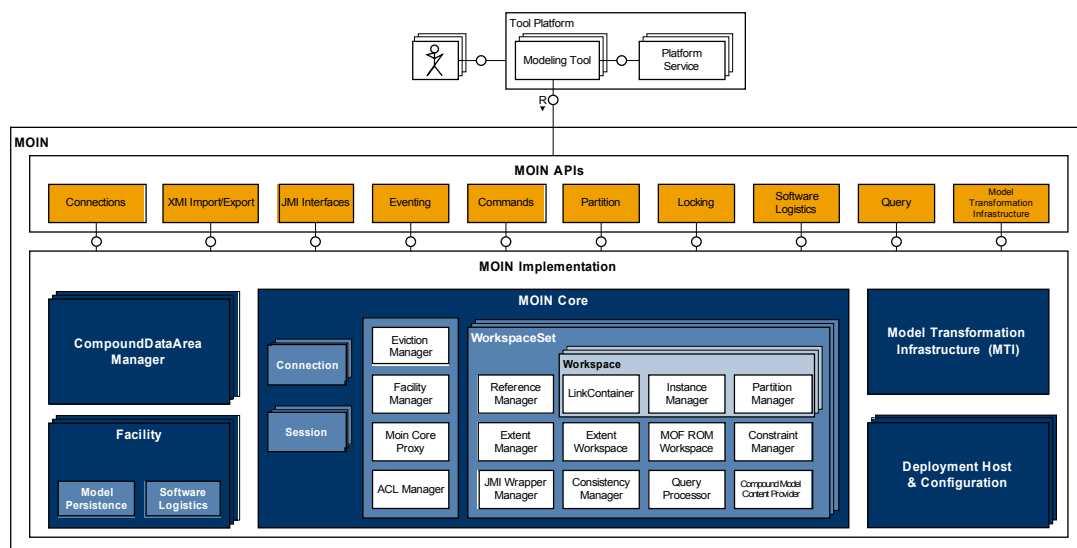 Tool Platform
Modeling Tool
Platform
Service
R
MOIN
MOIN APIs
Connections
XMI Import/Export
JMI Interfaces
Eventing
Commands
Partition
Locking
Software
Logistics
Query
Model
Transformation
Infrastructure
MOIN Implementation
CompoundDataArea
Manager
Facility
Model
Persistence
Software
Logistics
MOIN Core
Connection
Session
Eviction
Manager
Facility
Manager
Moin Core
Proxy
ACL Manager
WorkspaceSet
Workspace
Reference
Manager
LinkContainer
Instance
Manager
Partition
Manager
Extent
Manager
Extent
Workspace
MOF ROM
Workspace
Constraint
Manager
JMI Wrapper
Manager
Consistency
Manager
Query
Processor
Compound Model
Content Provider
Model Transformation
Infrastructure (MTI)
Deployment Host
& Configuration